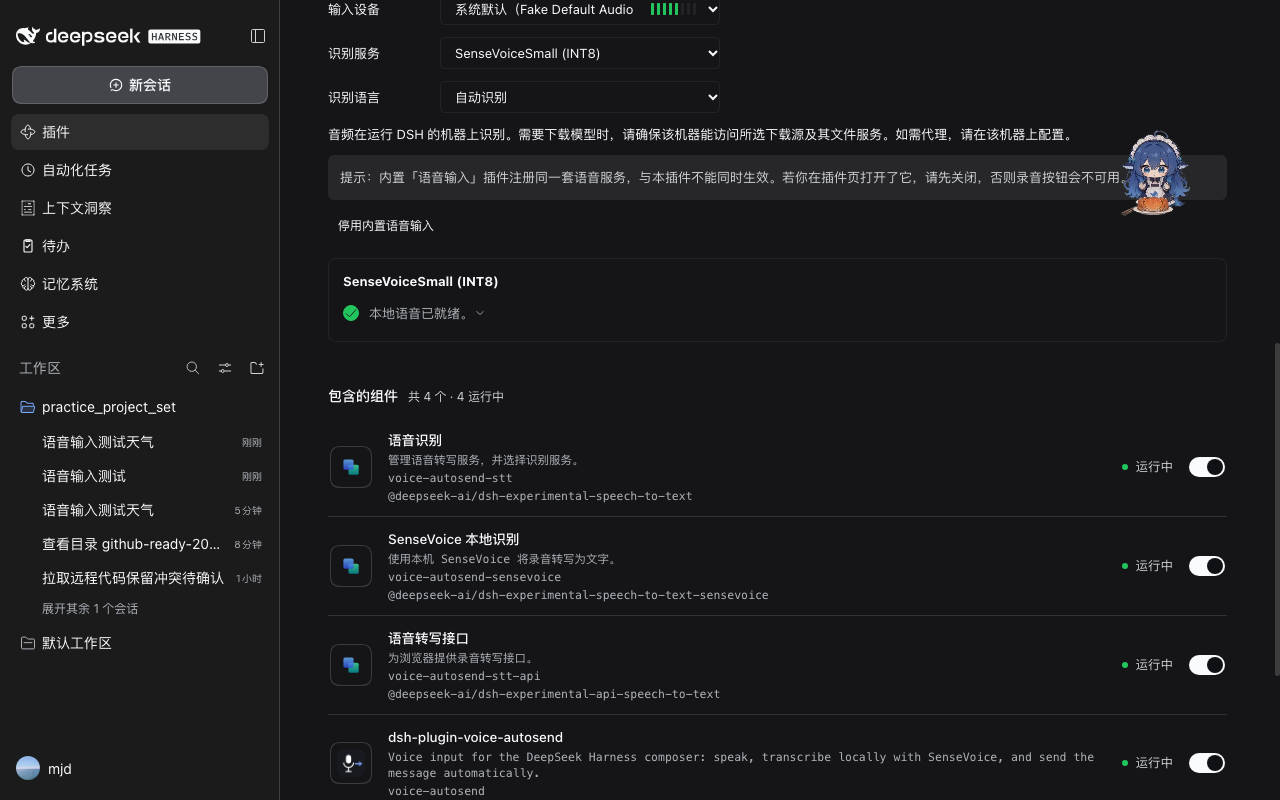 deepseek HARNESS
新会话
插件
自动化任务
上下文洞察
待办
记忆系统
更多
工作区
practice_project_set
语音输入测试天气 刚刚
语音输入测试 刚刚
语音输入测试天气 5 分钟
查看目录 github-ready-20... 8 分钟
拉取远程代码保留冲突待确认 1 小时
展开其余 1 个会话
默认工作区
mjd
输入设备 系统默认（Fake Default Audio
识别服务 SenseVoiceSmall (INT8)
识别语言 自动识别
音频在运行 DSH 的机器上识别。需要下载模型时，请确保该机器能访问所选下载源及其文件服务。如需代理，请在该机器上配置。
提示：内置「语音输入」插件注册同一套语音服务，与本插件不能同时生效。若你在插件页打开了它，请先关闭，否则录音按钮会不可用。
停用内置语音输入
SenseVoiceSmall (INT8)
本地语音已就绪。
包含的组件 共 4 个 · 4 运行中
语音识别
管理语音转写服务，并选择识别服务。
voice-autosend-stt
@deepseek-ai/dsh-experimental-speech-to-text
运行中
SenseVoice 本地识别
使用本机 SenseVoice 将录音转写为文字。
voice-autosend-sensevoice
@deepseek-ai/dsh-experimental-speech-to-text-sensevoice
运行中
语音转写接口
为浏览器提供录音转写接口。
voice-autosend-stt-api
@deepseek-ai/dsh-experimental-api-speech-to-text
运行中
dsh-plugin-voice-autosend
Voice input for the DeepSeek Harness composer: speak, transcribe locally with SenseVoice, and send the
message automatically.
voice-autosend
运行中